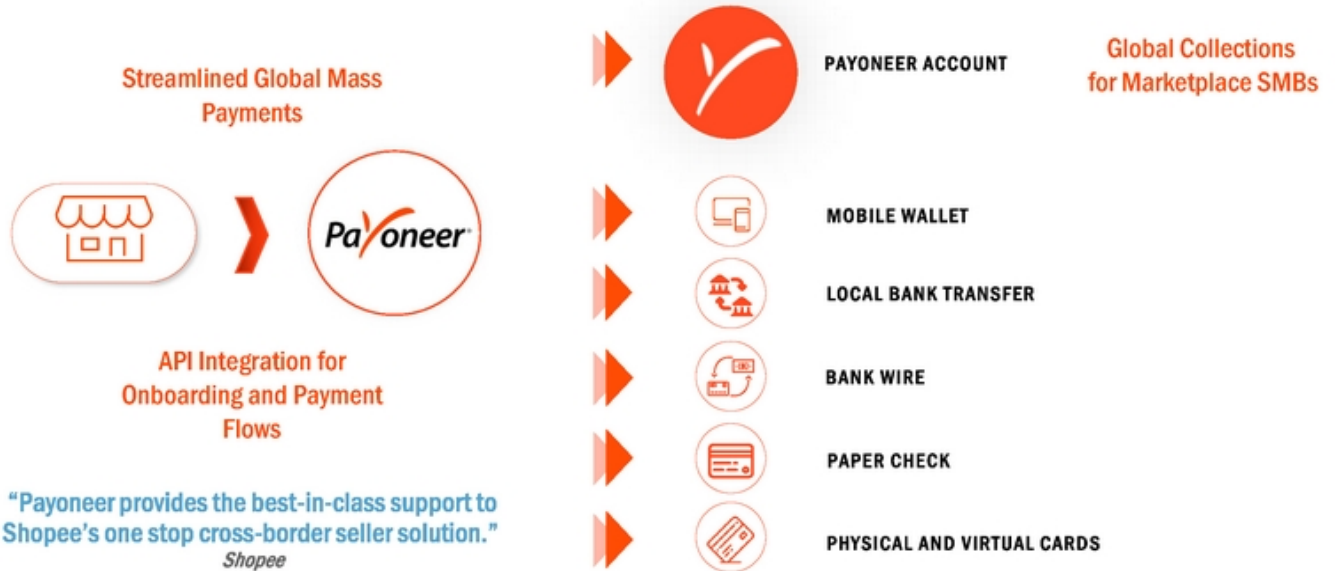 Streamlined Global Mass
Payments
Payoneer
API Integration for
Onboarding and Payment
Flows
“Payoneer provides the best-in-class support to
Shopee’s one stop cross-border seller solution.”
Shopee
PAYONEER ACCOUNT
Global Collections
for Marketplace SMBs
MOBILE WALLET
LOCAL BANK TRANSFER
BANK WIRE
PAPER CHECK
PHYSICAL AND VIRTUAL CARDS